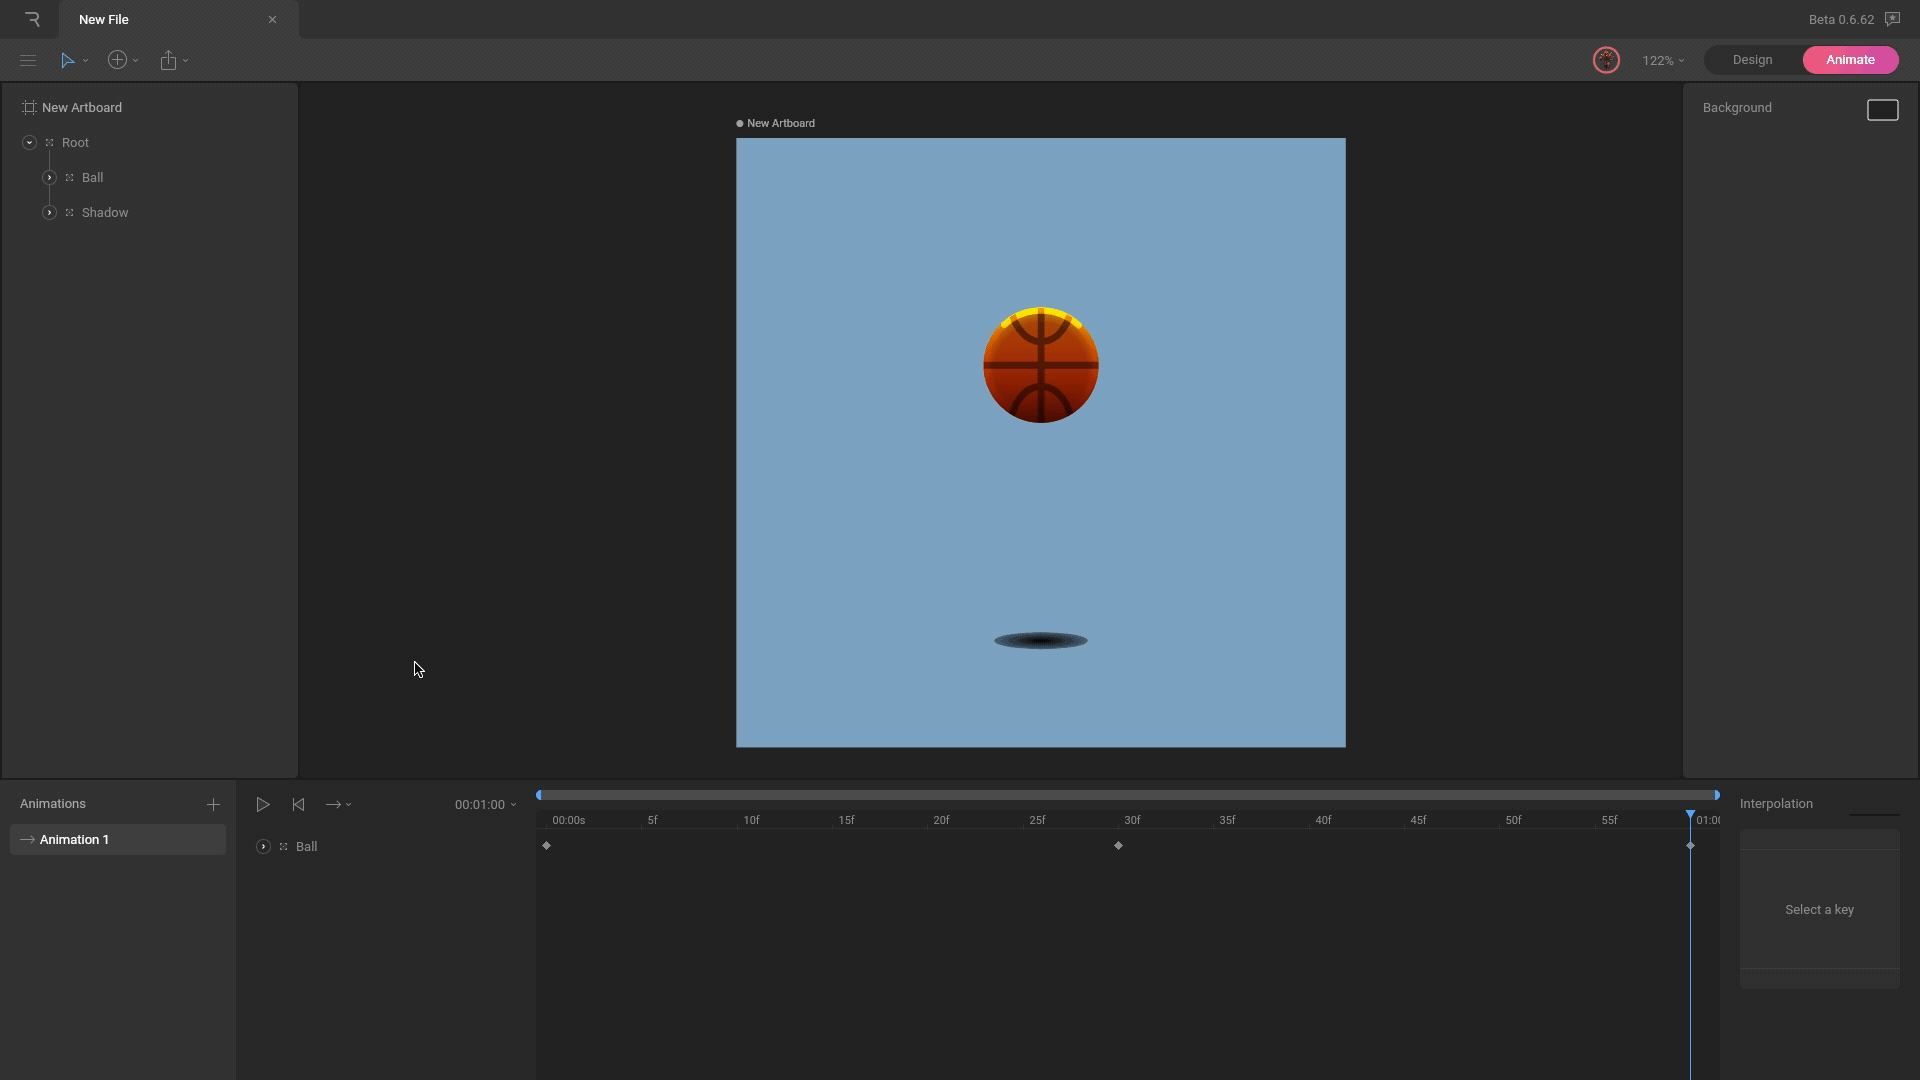 New File
Beta 0.6.62
122%
Design
Animate
New Artboard
Root
Ball
Shadow
New Artboard
Background
Animations
Animation 1
00:01:00
Ball
00:00s 5f 10f 15f 20f 25f 30f 35f 40f 45f 50f 55f 01:00
Interpolation
Select a key